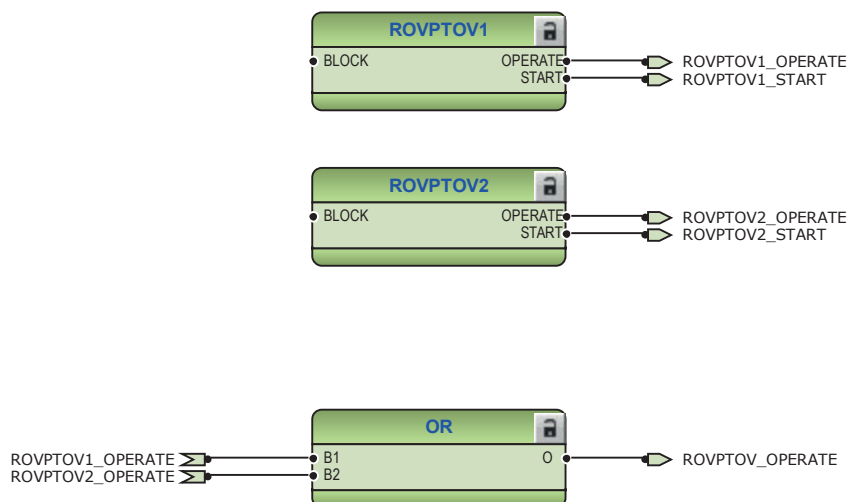 ROVPTOV1
BLOCK OPERATE ROVPTOV1_OPERATE
START ROVPTOV1_START
ROVPTOV2
BLOCK OPERATE ROVPTOV2_OPERATE
START ROVPTOV2_START
OR
ROVPTOV1_OPERATE B1 O ROVPTOV_OPERATE
ROVPTOV2_OPERATE B2